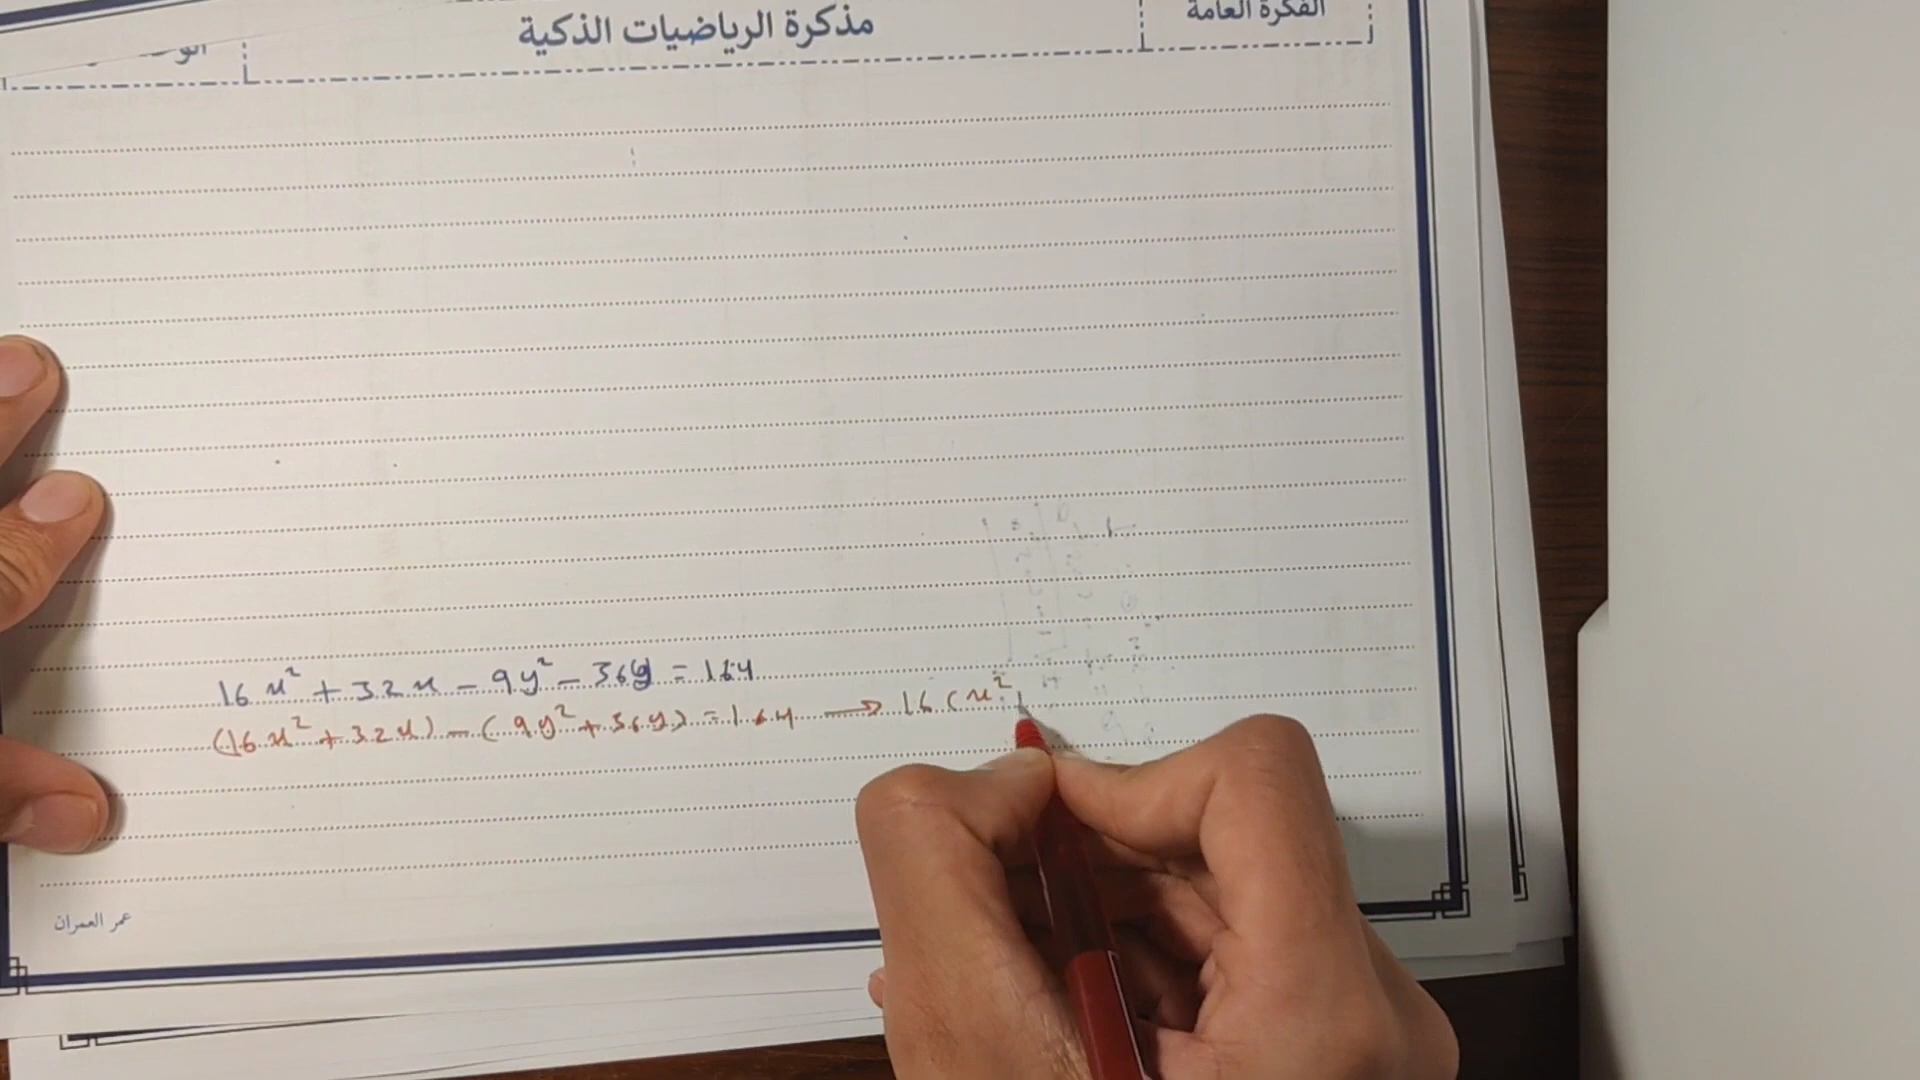 الفكرة العامة
مذكرة الرياضيات الذكية
16x² + 32x - 9y² - 36y = 164
(16x² + 32x) - (9y² + 36y) = 164 → 16(x²
عمر العمران